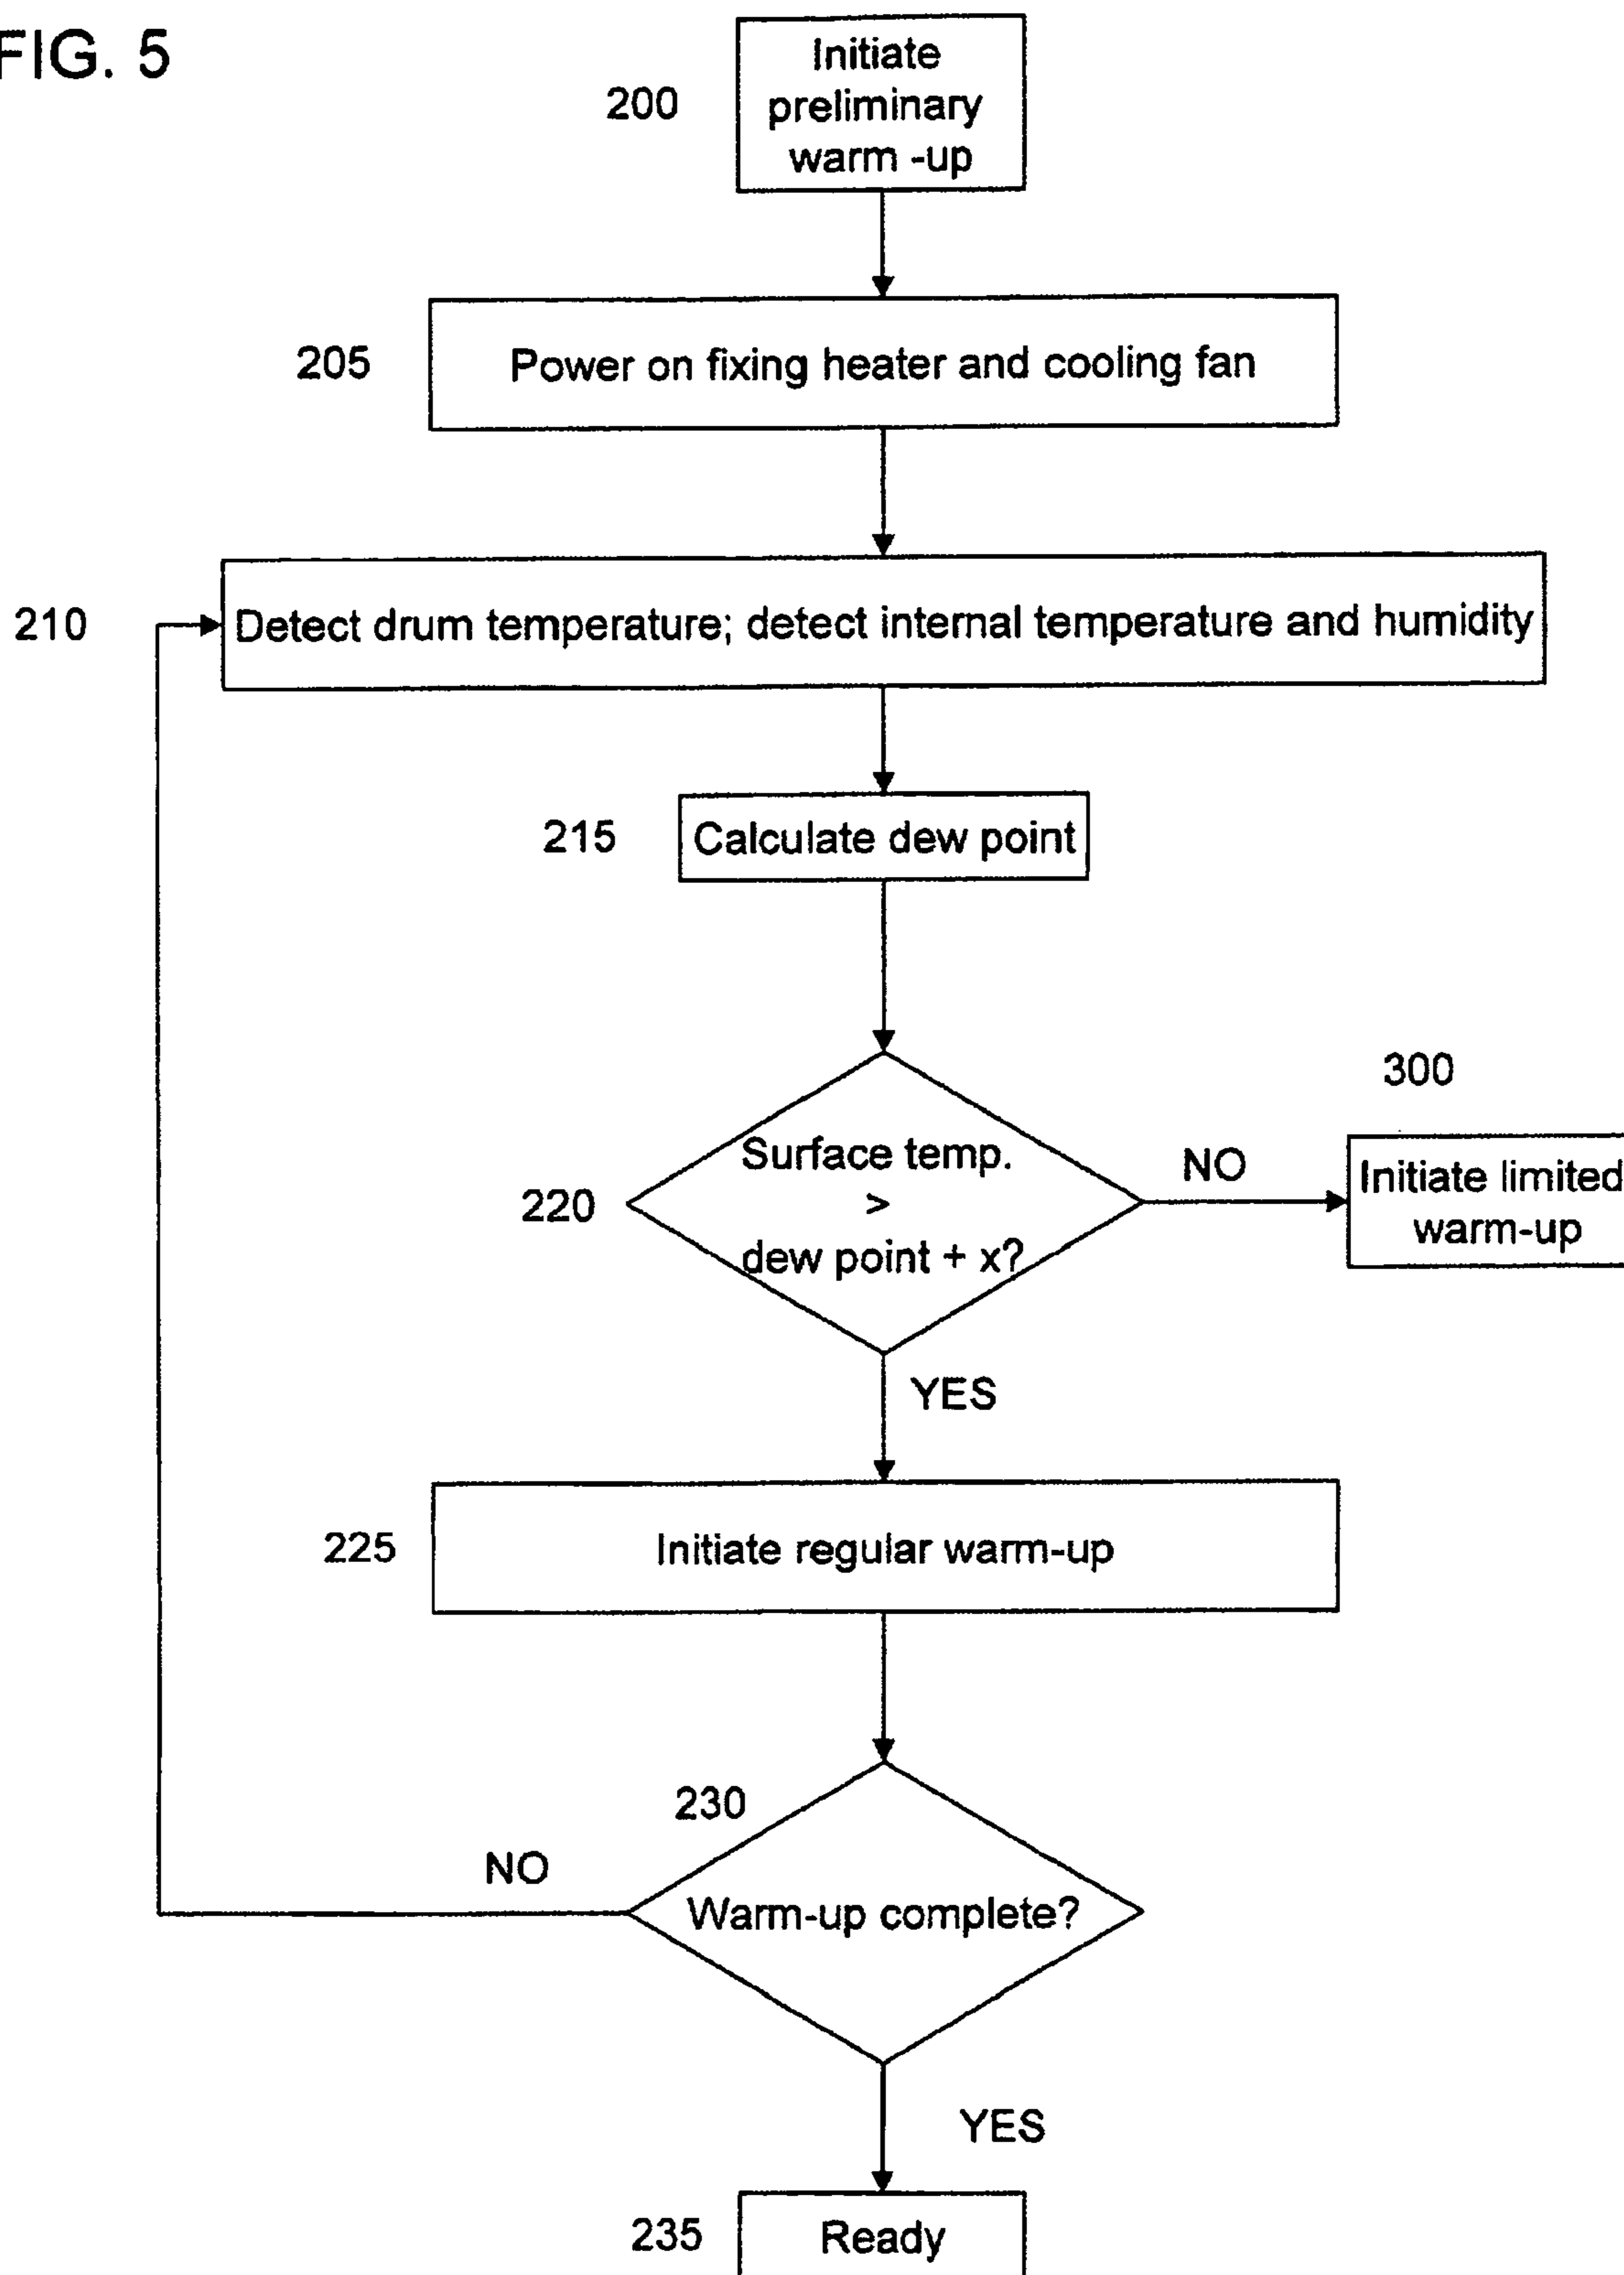 FIG. 5
200
Initiate
preliminary
warm -up
205
Power on fixing heater and cooling fan
210
Detect drum temperature; detect internal temperature and humidity
215
Calculate dew point
220
Surface temp.
>
dew point + x?
NO
300
Initiate limited
warm-up
YES
225
Initiate regular warm-up
230
Warm-up complete?
NO
YES
235
Ready